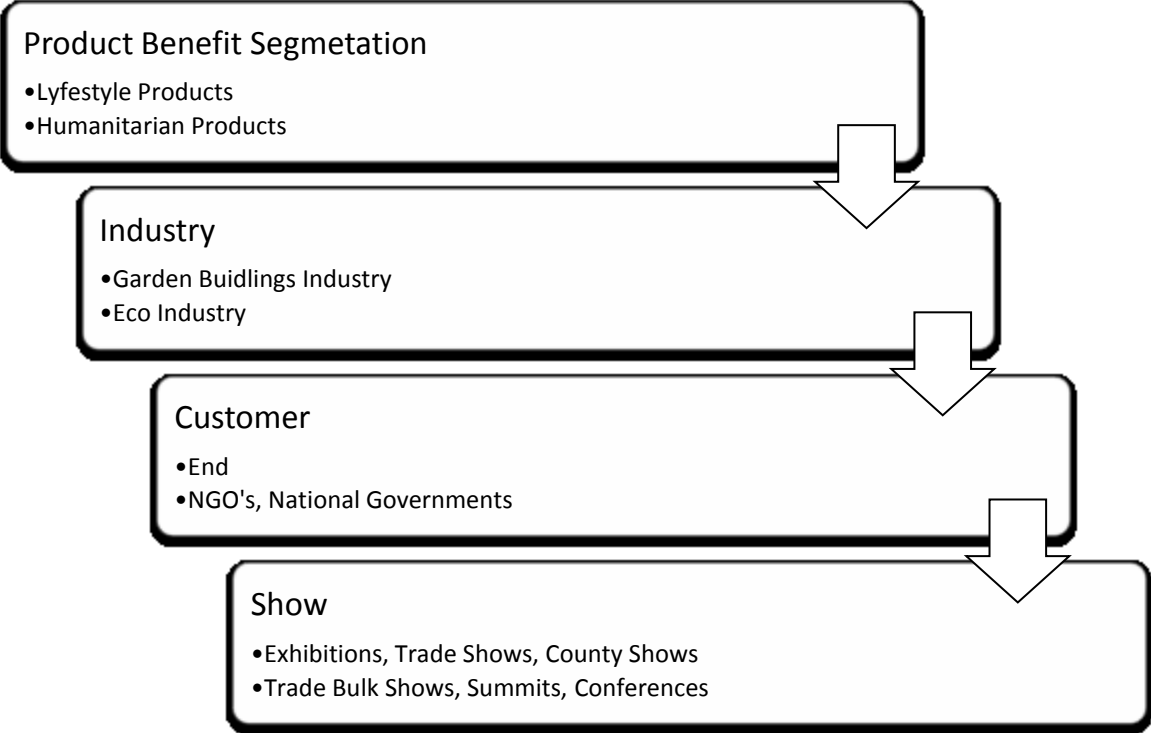 Product Benefit Segmetation
•Lyfestyle Products
•Humanitarian Products
Industry
•Garden Buidlings Industry
•Eco Industry
Customer
•End
•NGO's, National Governments
Show
•Exhibitions, Trade Shows, County Shows
•Trade Bulk Shows, Summits, Conferences